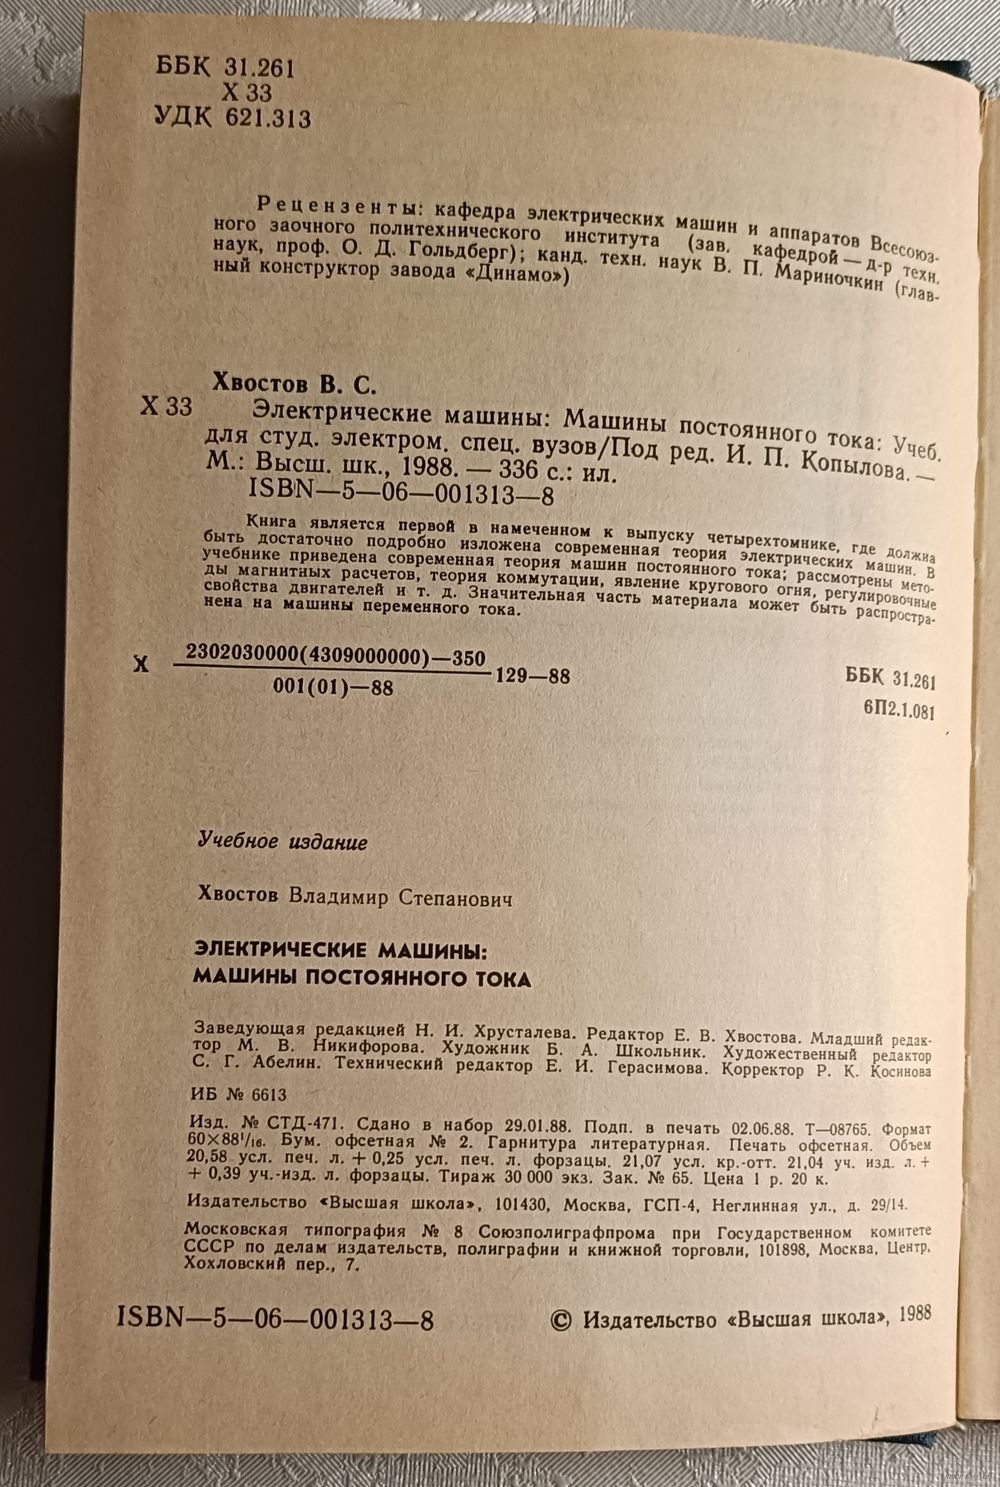 ББК 31.261
Х 33
УДК 621.313
Рецензенты: кафедра электрических машин и аппаратов Всесоюз-
ного заочного политехнического института (зав. кафедрой — д-р техн.
наук, проф. О. Д. Гольдберг); канд. техн. наук В. П. Мариночкин (глав-
ный конструктор завода «Динамо»)
Хвостов В. С.
Х 33 Электрические машины: Машины постоянного тока: Учеб.
для студ. электром. спец. вузов/Под ред. И. П. Копылова. —
М.: Высш. шк., 1988. — 336 с.: ил.
ISBN—5—06—001313—8
Книга является первой в намеченном к выпуску четырехтомнике, где должна
быть достаточно подробно изложена современная теория электрических машин. В
учебнике приведена современная теория машин постоянного тока; рассмотрены мето-
ды магнитных расчетов, теория коммутации, явление кругового огня, регулировочные
свойства двигателей и т. д. Значительная часть материала может быть распростра-
нена на машины переменного тока.
Х 2302030000(4309000000)—350
001(01)—88
129—88
ББК 31.261
6П2.1.081
Учебное издание
Хвостов Владимир Степанович
ЭЛЕКТРИЧЕСКИЕ МАШИНЫ:
МАШИНЫ ПОСТОЯННОГО ТОКА
Заведующая редакцией Н. И. Хрусталева. Редактор Е. В. Хвостова. Младший редак-
тор М. В. Никифорова. Художник Б. А. Школьник. Художественный редактор
С. Г. Абелин. Технический редактор Е. И. Герасимова. Корректор Р. К. Косинова
ИБ № 6613
Изд. № СТД-471. Сдано в набор 29.01.88. Подп. в печать 02.06.88. Т—08765. Формат
60×88¹/₁₆. Бум. офсетная № 2. Гарнитура литературная. Печать офсетная. Объем
20,58 усл. печ. л. + 0,25 усл. печ. л. форзацы. 21,07 усл. кр.-отт. 21,04 уч. изд. л. +
+ 0,39 уч.-изд. л. форзацы. Тираж 30 000 экз. Зак. № 65. Цена 1 р. 20 к.
Издательство «Высшая школа», 101430, Москва, ГСП-4, Неглинная ул., д. 29/14.
Московская типография № 8 Союзполиграфпрома при Государственном комитете
СССР по делам издательств, полиграфии и книжной торговли, 101898, Москва, Центр,
Хохловский пер., 7.
ISBN—5—06—001313—8
© Издательство «Высшая школа», 1988